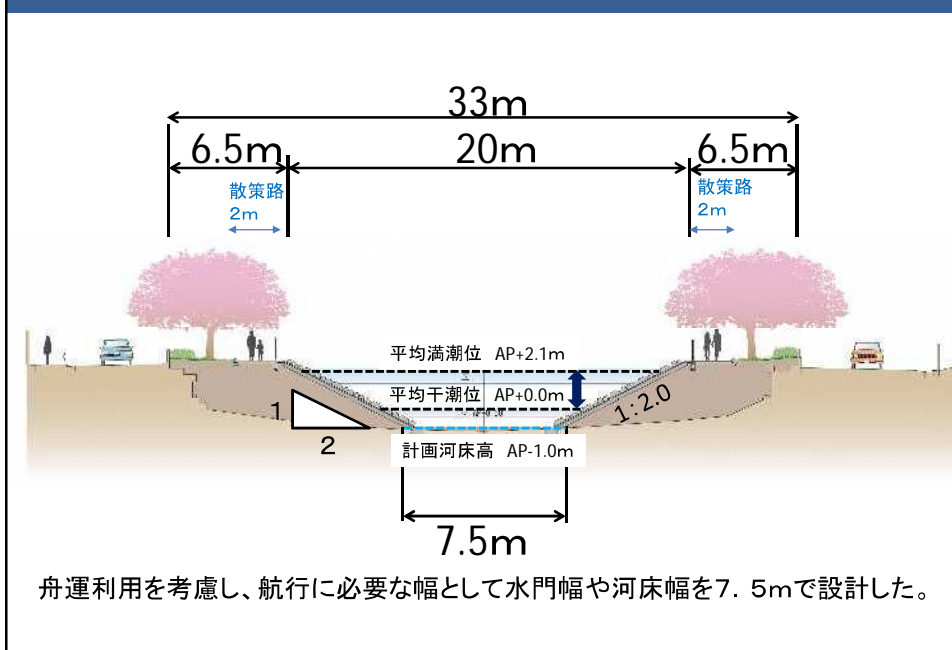 33m
6.5m 20m 6.5m
散策路
2m
散策路
2m
平均満潮位 AP+2.1m
平均干潮位 AP+0.0m
1
2
1:2.0
計画河床高 AP-1.0m
7.5m
舟運利用を考慮し、航行に必要な幅として水門幅や河床幅を7.5mで設計した。